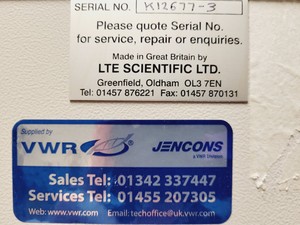 SERIAL NO. K12677-3
Please quote Serial No.
for service, repair or enquiries.
Made in Great Britain by
LTE SCIENTIFIC LTD.
Greenfield, Oldham OL3 7EN
Tel: 01457 876221 Fax: 01457 870131
Supplied by
VWR JENCONS
a VWR Division
Sales Tel: 01342 337447
Services Tel: 01455 207305
Web: www.vwr.com Email: techoffice@uk.vwr.com